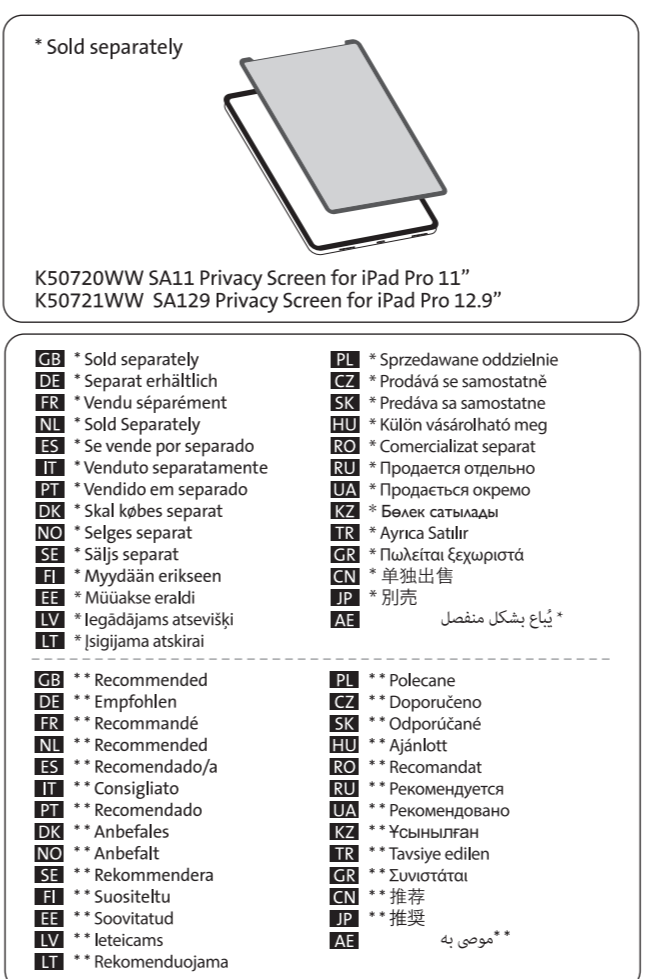 * Sold separately
K50720WW SA11 Privacy Screen for iPad Pro 11”
K50721WW SA129 Privacy Screen for iPad Pro 12.9”
GB * Sold separately
DE * Separat erhältlich
FR * Vendu séparément
NL * Sold Separately
ES * Se vende por separado
IT * Venduto separatamente
PT * Vendido em separado
DK * Skal købes separat
NO * Selges separat
SE * Säljs separat
FI * Myydään erikseen
EE * Müüakse eraldi
LV * Iegādājams atsevišķi
LT * Įsigijama atskirai
PL * Sprzedawane oddzielnie
CZ * Prodává se samostatně
SK * Predáva sa samostatne
HU * Külön vásárolható meg
RO * Comercializat separat
RU * Продается отдельно
UA * Продається окремо
KZ * Бөлек сатылады
TR * Ayrıca Satılır
GR * Πωλείται ξεχωριστά
CN * 单独出售
JP * 別売
AE * يُباع بشكل منفصل
GB ** Recommended
DE ** Empfohlen
FR ** Recommandé
NL ** Recommended
ES ** Recomendado/a
IT ** Consigliato
PT ** Recomendado
DK ** Anbefales
NO ** Anbefalt
SE ** Rekommendera
FI ** Suositeltu
EE ** Soovitatud
LV ** Ieteicams
LT ** Rekomenduojama
PL ** Polecane
CZ ** Doporučeno
SK ** Odporúčané
HU ** Ajánlott
RO ** Recomandat
RU ** Рекомендуется
UA ** Рекомендовано
KZ ** Ұсынылған
TR ** Tavsiye edilen
GR ** Συνιστάται
CN ** 推荐
JP ** 推奨
AE ** موصى به